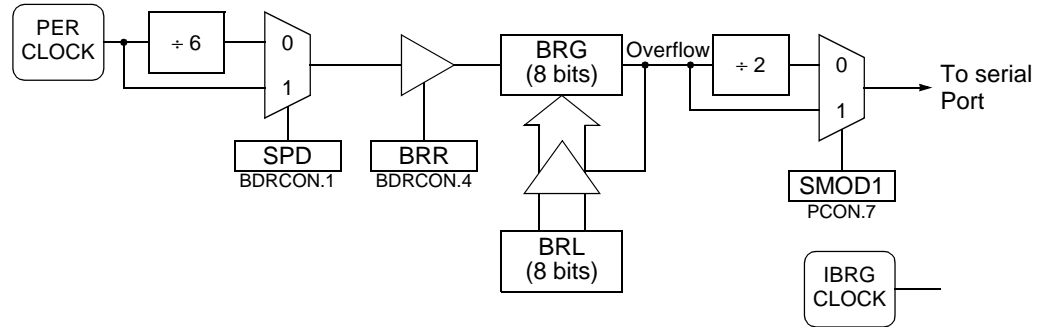 PER
CLOCK
÷ 6
0
1
SPD
BDRCON.1
BRR
BDRCON.4
BRG
(8 bits)
Overflow
BRL
(8 bits)
÷ 2
0
1
SMOD1
PCON.7
To serial
Port
IBRG
CLOCK